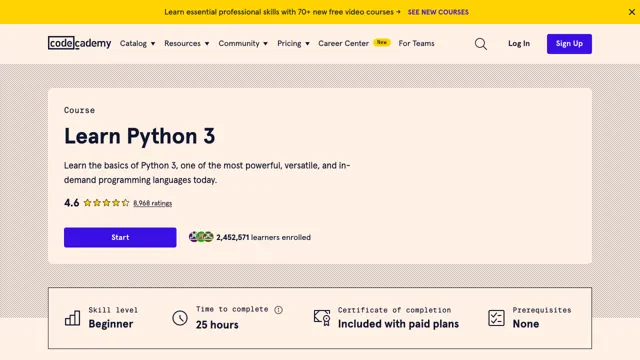 Learn essential professional skills with 70+ new free video courses → SEE NEW COURSES
codecademy Catalog Resources Community Pricing Career Center New For Teams Log In Sign Up
Course
Learn Python 3
Learn the basics of Python 3, one of the most powerful, versatile, and in-
demand programming languages today.
4.6 8,968 ratings
Start 2,452,571 learners enrolled
Skill level
Beginner
Time to complete
25 hours
Certificate of completion
Included with paid plans
Prerequisites
None